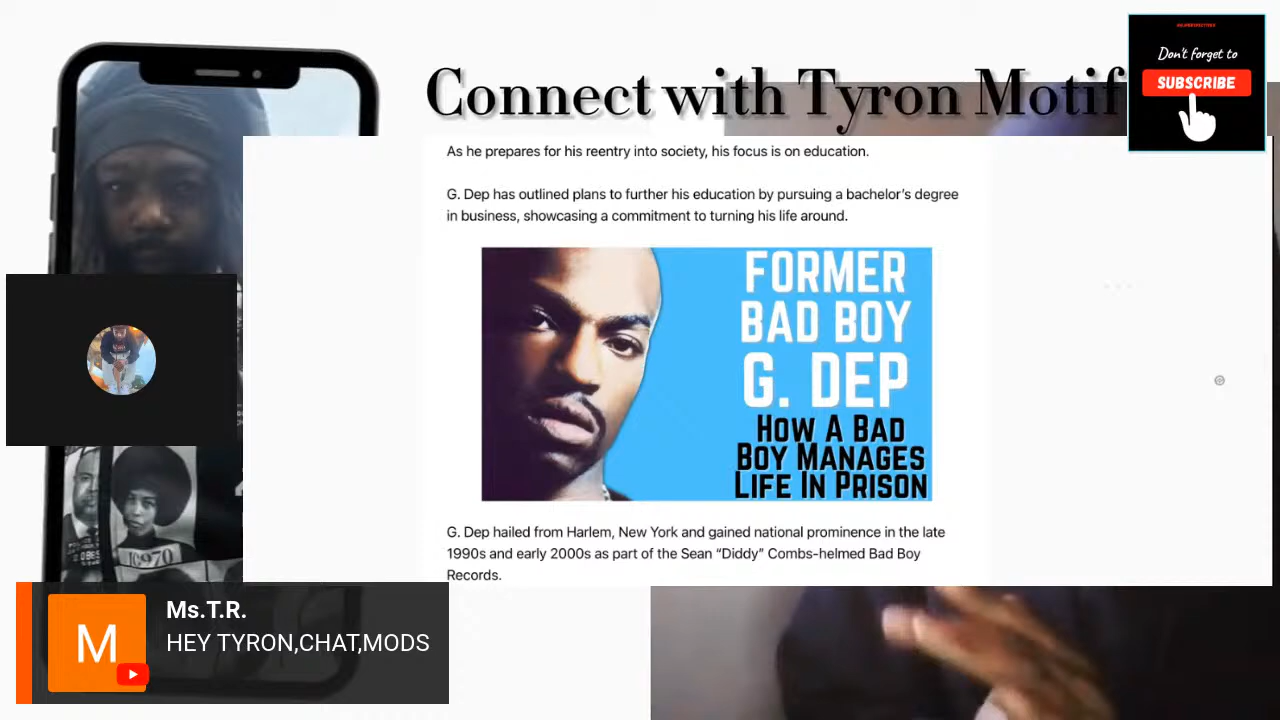 Connect with Tyron Motif
Don't forget to
SUBSCRIBE
As he prepares for his reentry into society, his focus is on education.
G. Dep has outlined plans to further his education by pursuing a bachelor's degree
in business, showcasing a commitment to turning his life around.
FORMER
BAD BOY
G. DEP
HOW A BAD
BOY MANAGES
LIFE IN PRISON
G. Dep hailed from Harlem, New York and gained national prominence in the late
1990s and early 2000s as part of the Sean “Diddy” Combs-helmed Bad Boy
Records.
M
Ms.T.R.
HEY TYRON,CHAT,MODS